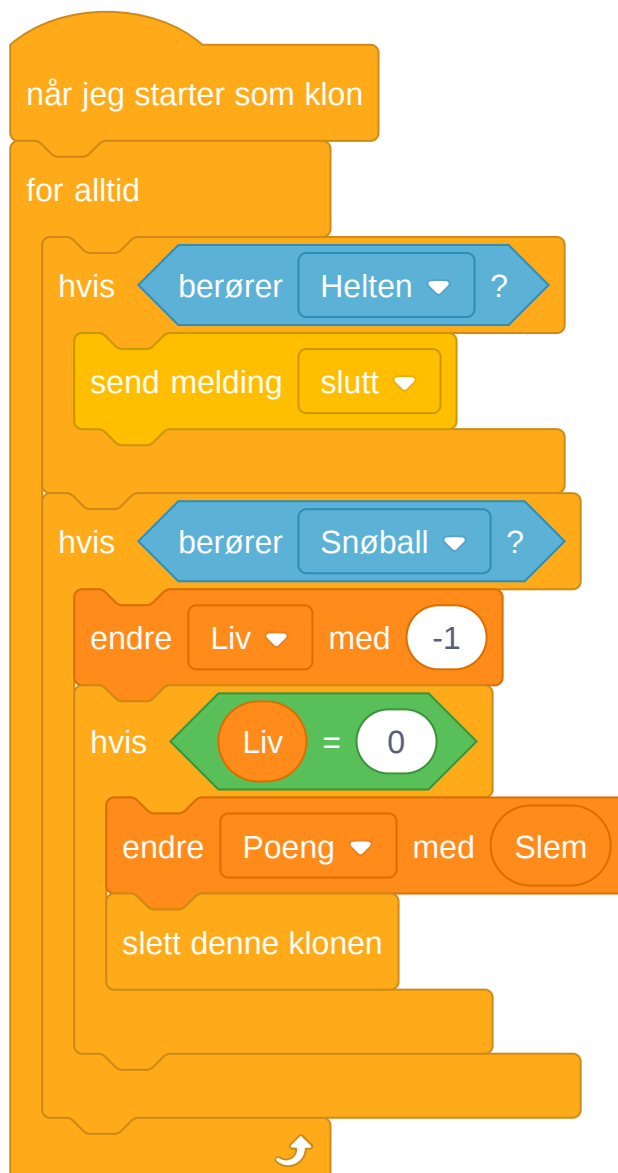 når jeg starter som klon
for alltid
hvis berører Helten ?
send melding slutt
hvis berører Snøball ?
endre Liv med -1
hvis Liv = 0
endre Poeng med Slem
slett denne klonen